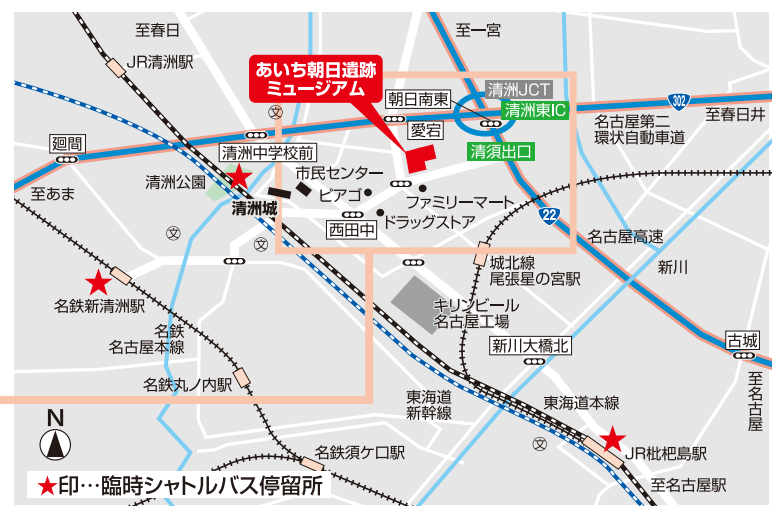 至春日
至一宮
JR清洲駅
あいち朝日遺跡
ミュージアム
清洲JCT
朝日南東
清洲東IC
302
至春日井
愛宕
名古屋第二
環状自動車道
文
廻間
清洲中学校前
清須出口
清洲公園
市民センター
至あま
ピアゴ
ファミリーマート
清洲城
ドラッグストア
22
西田中
文
文
名古屋高速
城北線
尾張星の宮駅
新川
名鉄新清洲駅
キリンビール
名古屋工場
名鉄
名古屋本線
新川大橋北
古城
名鉄丸ノ内駅
至名古屋
東海道
新幹線
東海道本線
N
文
名鉄須ケ口駅
JR枇杷島駅
至名古屋駅
★印…臨時シャトルバス停留所